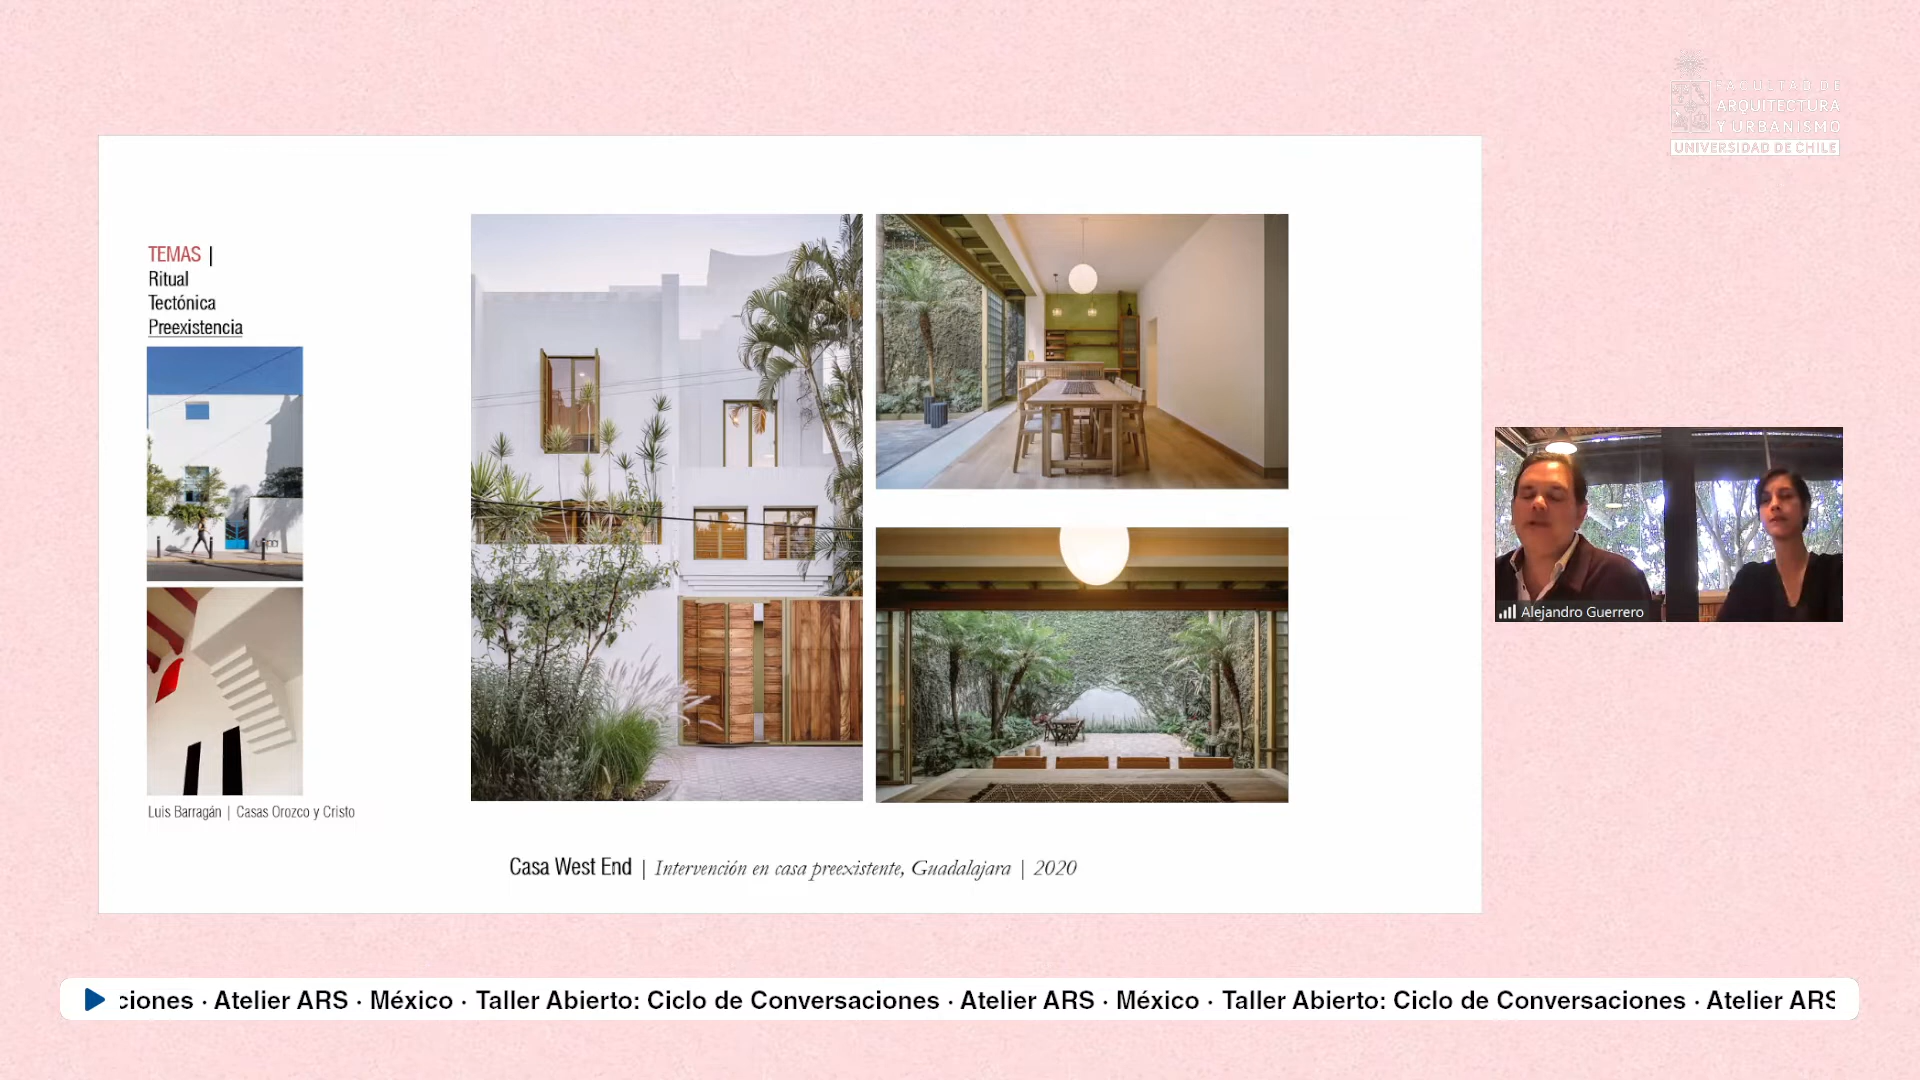 FACULTAD DE
ARQUITECTURA
Y URBANISMO
UNIVERSIDAD DE CHILE
TEMAS |
Ritual
Tectónica
Preexistencia
Luis Barragán | Casas Orozco y Cristo
Casa West End | Intervención en casa preexistente, Guadalajara | 2020
Alejandro Guerrero
ciones · Atelier ARS · México · Taller Abierto: Ciclo de Conversaciones · Atelier ARS · México · Taller Abierto: Ciclo de Conversaciones · Atelier ARS